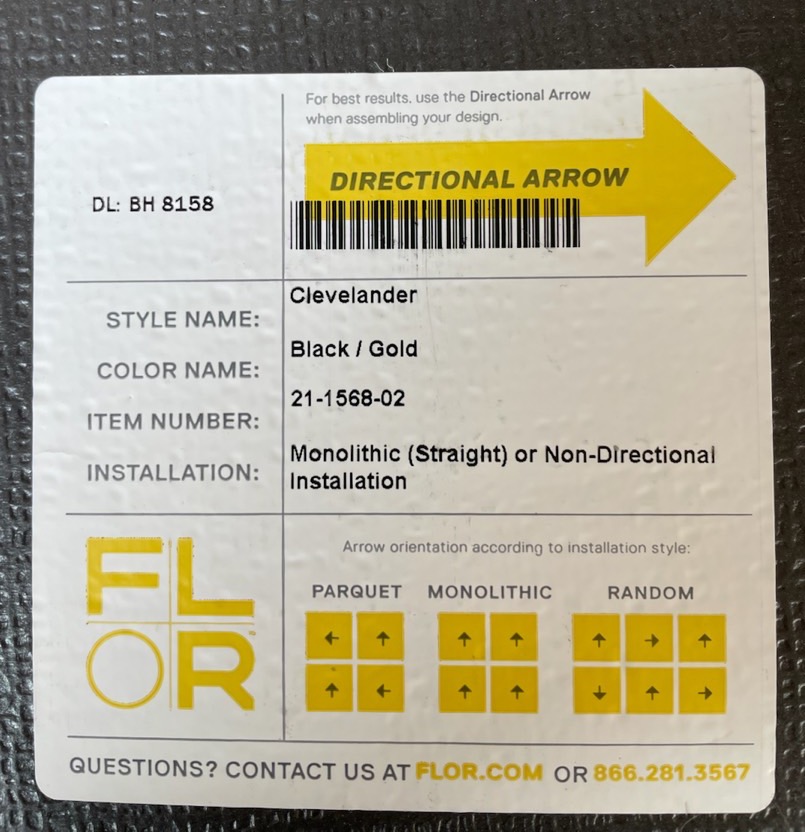 For best results, use the Directional Arrow
when assembling your design.
DIRECTIONAL ARROW
DL: BH 8158
STYLE NAME: Clevelander
COLOR NAME: Black / Gold
ITEM NUMBER: 21-1568-02
INSTALLATION: Monolithic (Straight) or Non-Directional
Installation
FL
OR
Arrow orientation according to installation style:
PARQUET MONOLITHIC RANDOM
QUESTIONS? CONTACT US AT FLOR.COM OR 866.281.3567